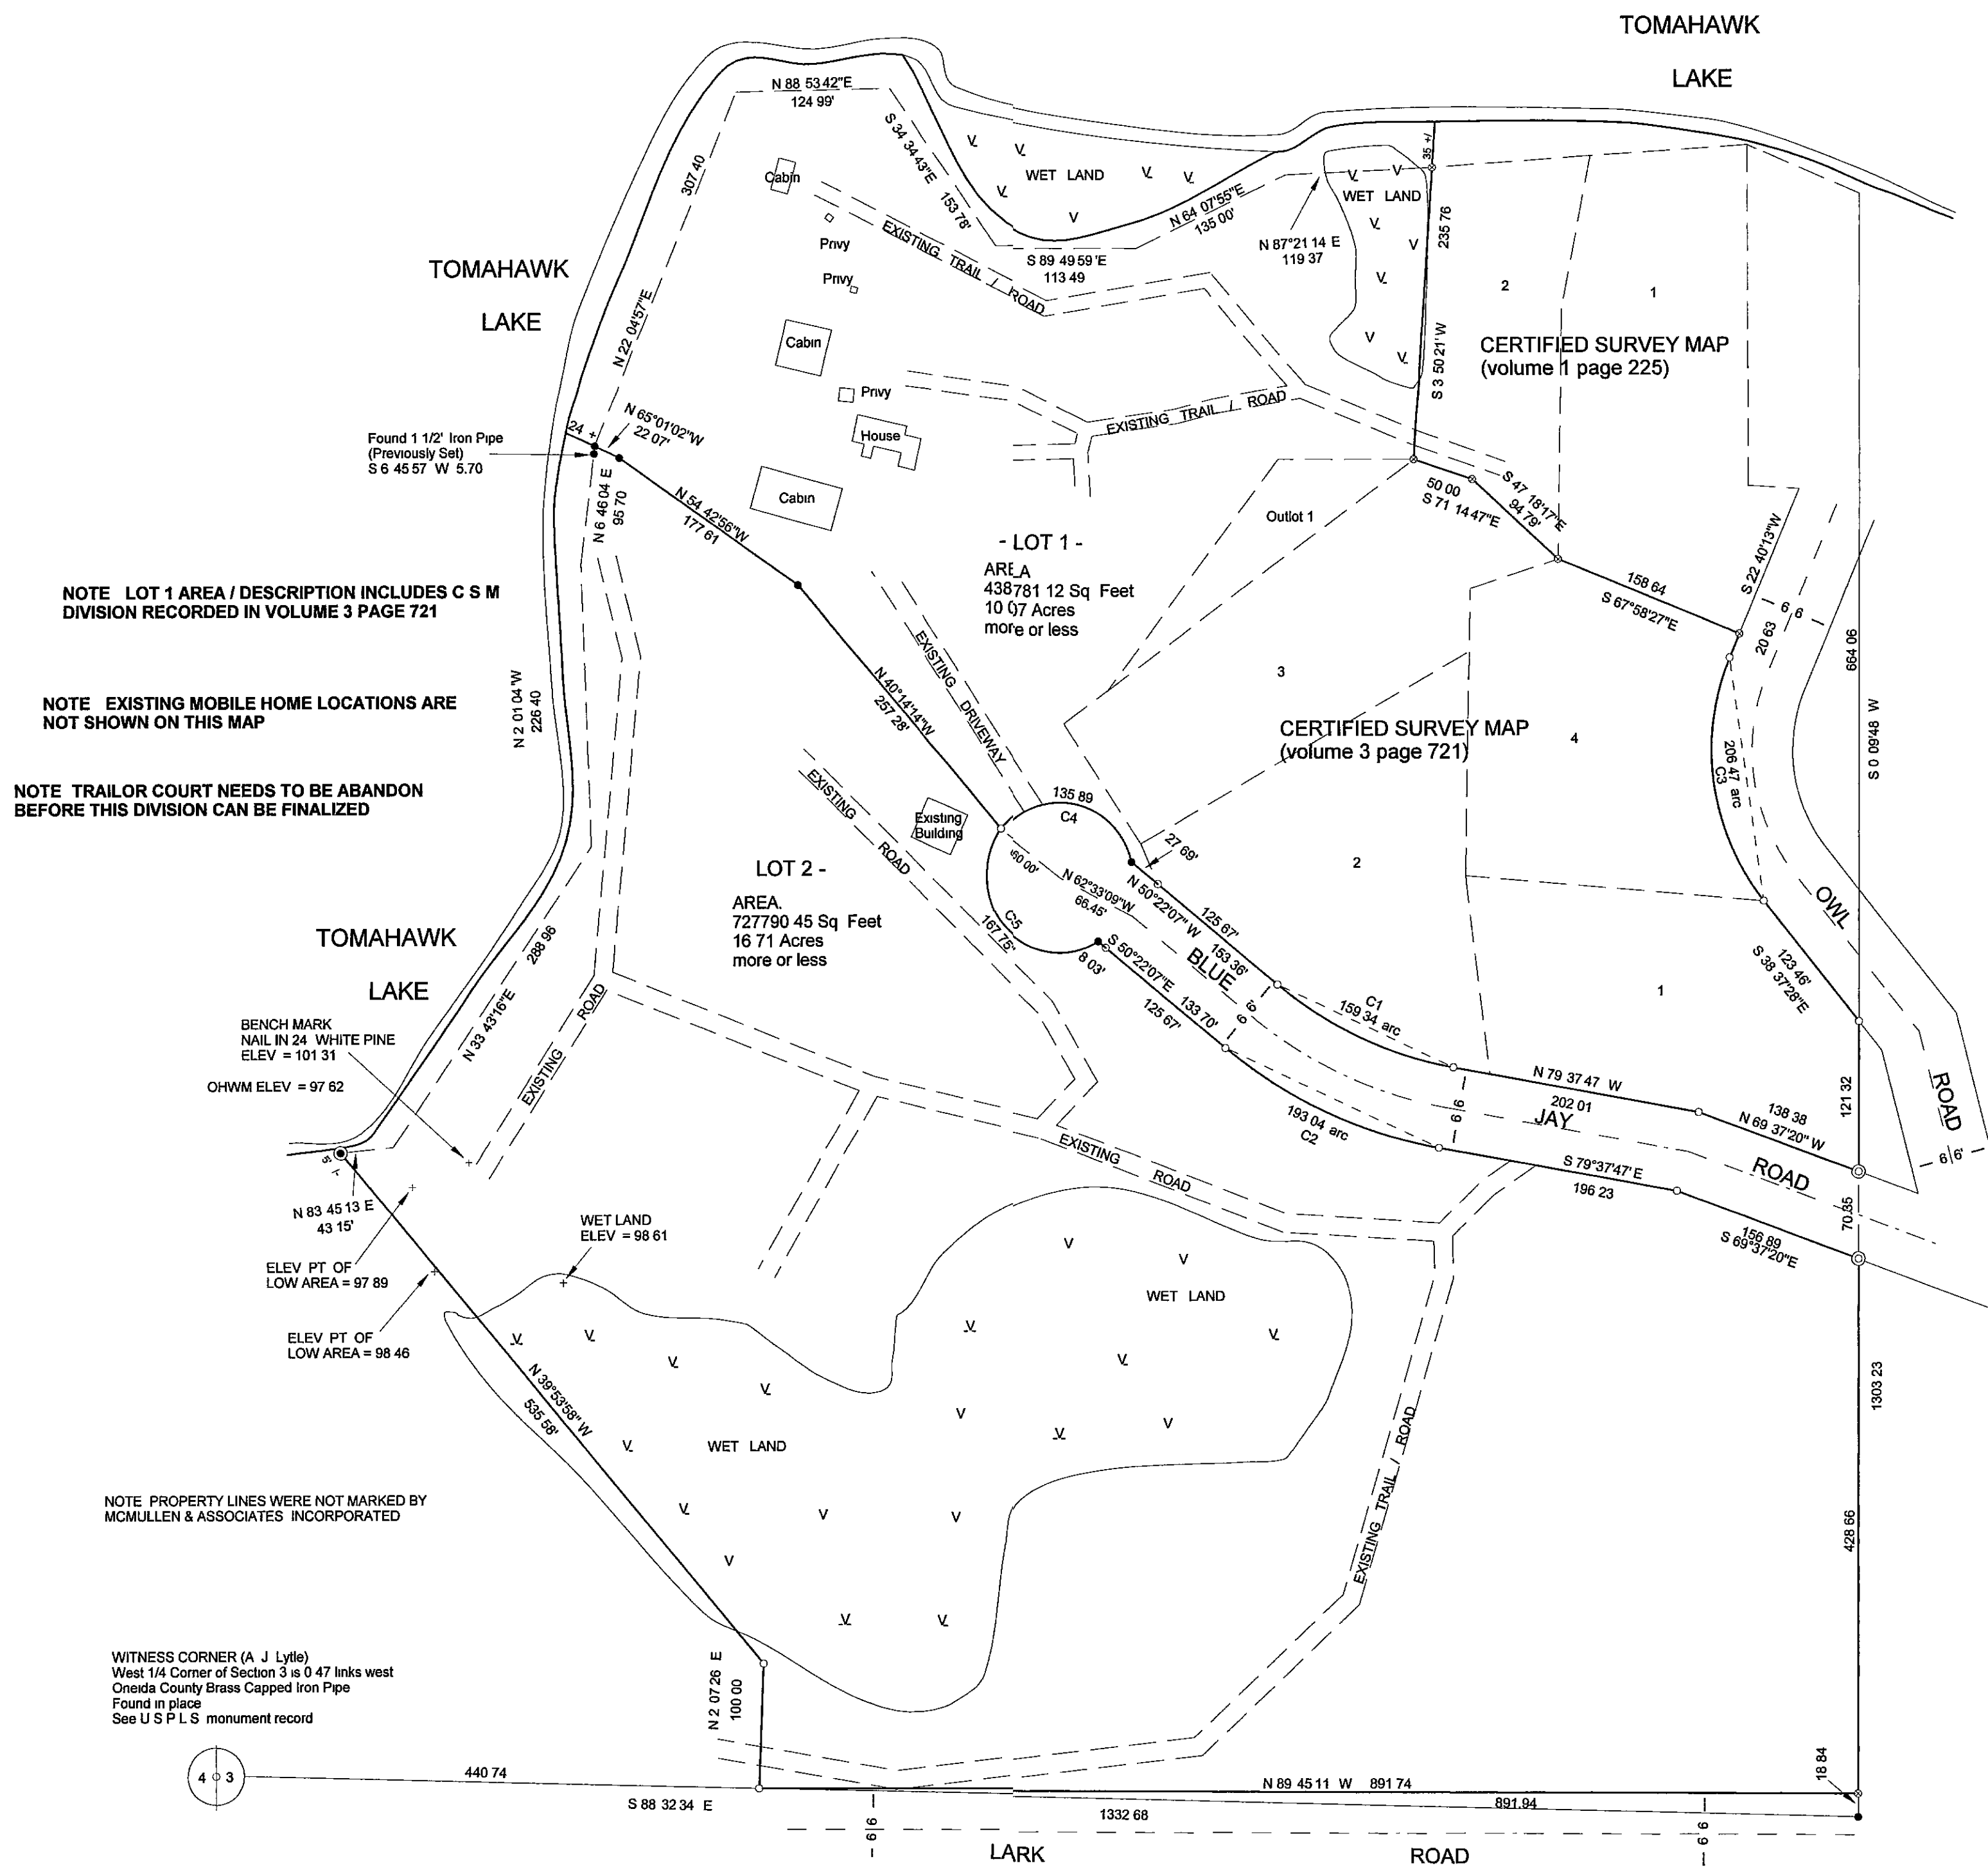 TOMAHAWK
LAKE
N 88 53 42"E
124 99'
S 34 34'43"E
153 78'
307 40
N 22 04'57"E
Cabin
Privy
Privy
EXISTING TRAIL / ROAD
WET LAND
N 64 07'55"E
135 00'
S 89 49 59'E
113 49
N 87°21 14 E
119 37
WET LAND
35 +/
235 76
S 3 50 21' W
2
1
CERTIFIED SURVEY MAP
(volume 1 page 225)
TOMAHAWK
LAKE
Cabin
Privy
House
Cabin
EXISTING TRAIL / ROAD
24 +
N 65°01'02"W
22 07'
Found 1 1/2' Iron Pipe
(Previously Set)
S 6 45 57 W 5.70
N 6 46 04 E
95 70
N 54 42'56"W
177 61
Outlot 1
50 00
S 71 14 47"E
S 47 18'17"E
94 79'
158 64
S 67°58'27"E
S 22 40'13"W
6 6
20 63
664 06
S 0 09'48 W
- LOT 1 -
AREA
438781 12 Sq Feet
10 07 Acres
more or less
NOTE LOT 1 AREA / DESCRIPTION INCLUDES C S M
DIVISION RECORDED IN VOLUME 3 PAGE 721
NOTE EXISTING MOBILE HOME LOCATIONS ARE
NOT SHOWN ON THIS MAP
NOTE TRAILOR COURT NEEDS TO BE ABANDON
BEFORE THIS DIVISION CAN BE FINALIZED
N 2 01 04 'W
226 40
N 40°14'14"W
257 28'
EXISTING DRIVEWAY
EXISTING ROAD
Existing
Building
3
CERTIFIED SURVEY MAP
(volume 3 page 721)
4
2
1
206 47 arc
C3
135 89
C4
60 00'
27 69'
N 62°33'09"W
66.45'
N 50°22'07" W
125 67'
153 36'
C5
167 75'
8 03'
S 50°22'07"E
133 70'
125 67'
BLUE
6 6
C1
159 34 arc
193 04 arc
C2
6 6
JAY
ROAD
N 79 37 47 W
202 01
138 38
N 69 37'20" W
S 79°37'47' E
196 23
156 89
S 69°37'20"E
123 46'
S 38 37'28"E
OWL
ROAD
6 6'
121 32
70.35
LOT 2 -
AREA.
727790 45 Sq Feet
16 71 Acres
more or less
TOMAHAWK
LAKE
288 96
N 33 43'16"E
BENCH MARK
NAIL IN 24 WHITE PINE
ELEV = 101 31
OHWM ELEV = 97 62
EXISTING ROAD
EXISTING ROAD
N 83 45 13 E
43 15'
ELEV PT OF
LOW AREA = 97 89
ELEV PT OF
LOW AREA = 98 46
WET LAND
ELEV = 98 61
WET LAND
WET LAND
N 39°53'58" W
535 58'
EXISTING TRAIL / ROAD
1303 23
428 66
NOTE PROPERTY LINES WERE NOT MARKED BY
MCMULLEN & ASSOCIATES INCORPORATED
WITNESS CORNER (A J Lytle)
West 1/4 Corner of Section 3 is 0 47 links west
Oneida County Brass Capped Iron Pipe
Found in place
See U S P L S monument record
N 2 07 26 E
100 00
4 3
440 74
S 88 32 34 E
1332 68
N 89 45 11 W 891 74
891.94
18 84
6 6
6 6
LARK ROAD